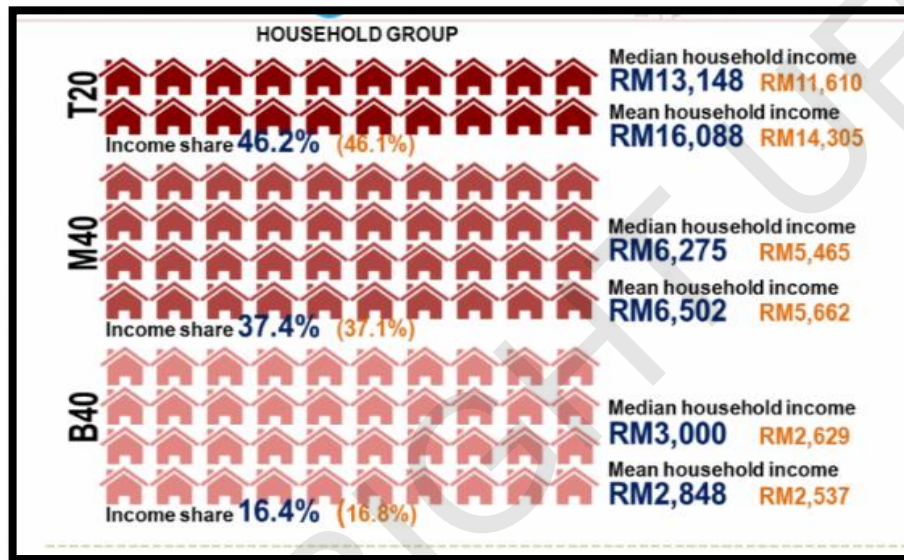 HOUSEHOLD GROUP
T20
Median household income
RM13,148 RM11,610
Mean household income
RM16,088 RM14,305
Income share 46.2% (46.1%)
M40
Median household income
RM6,275 RM5,465
Mean household income
RM6,502 RM5,662
Income share 37.4% (37.1%)
B40
Median household income
RM3,000 RM2,629
Mean household income
RM2,848 RM2,537
Income share 16.4% (16.8%)
RIGHT UP